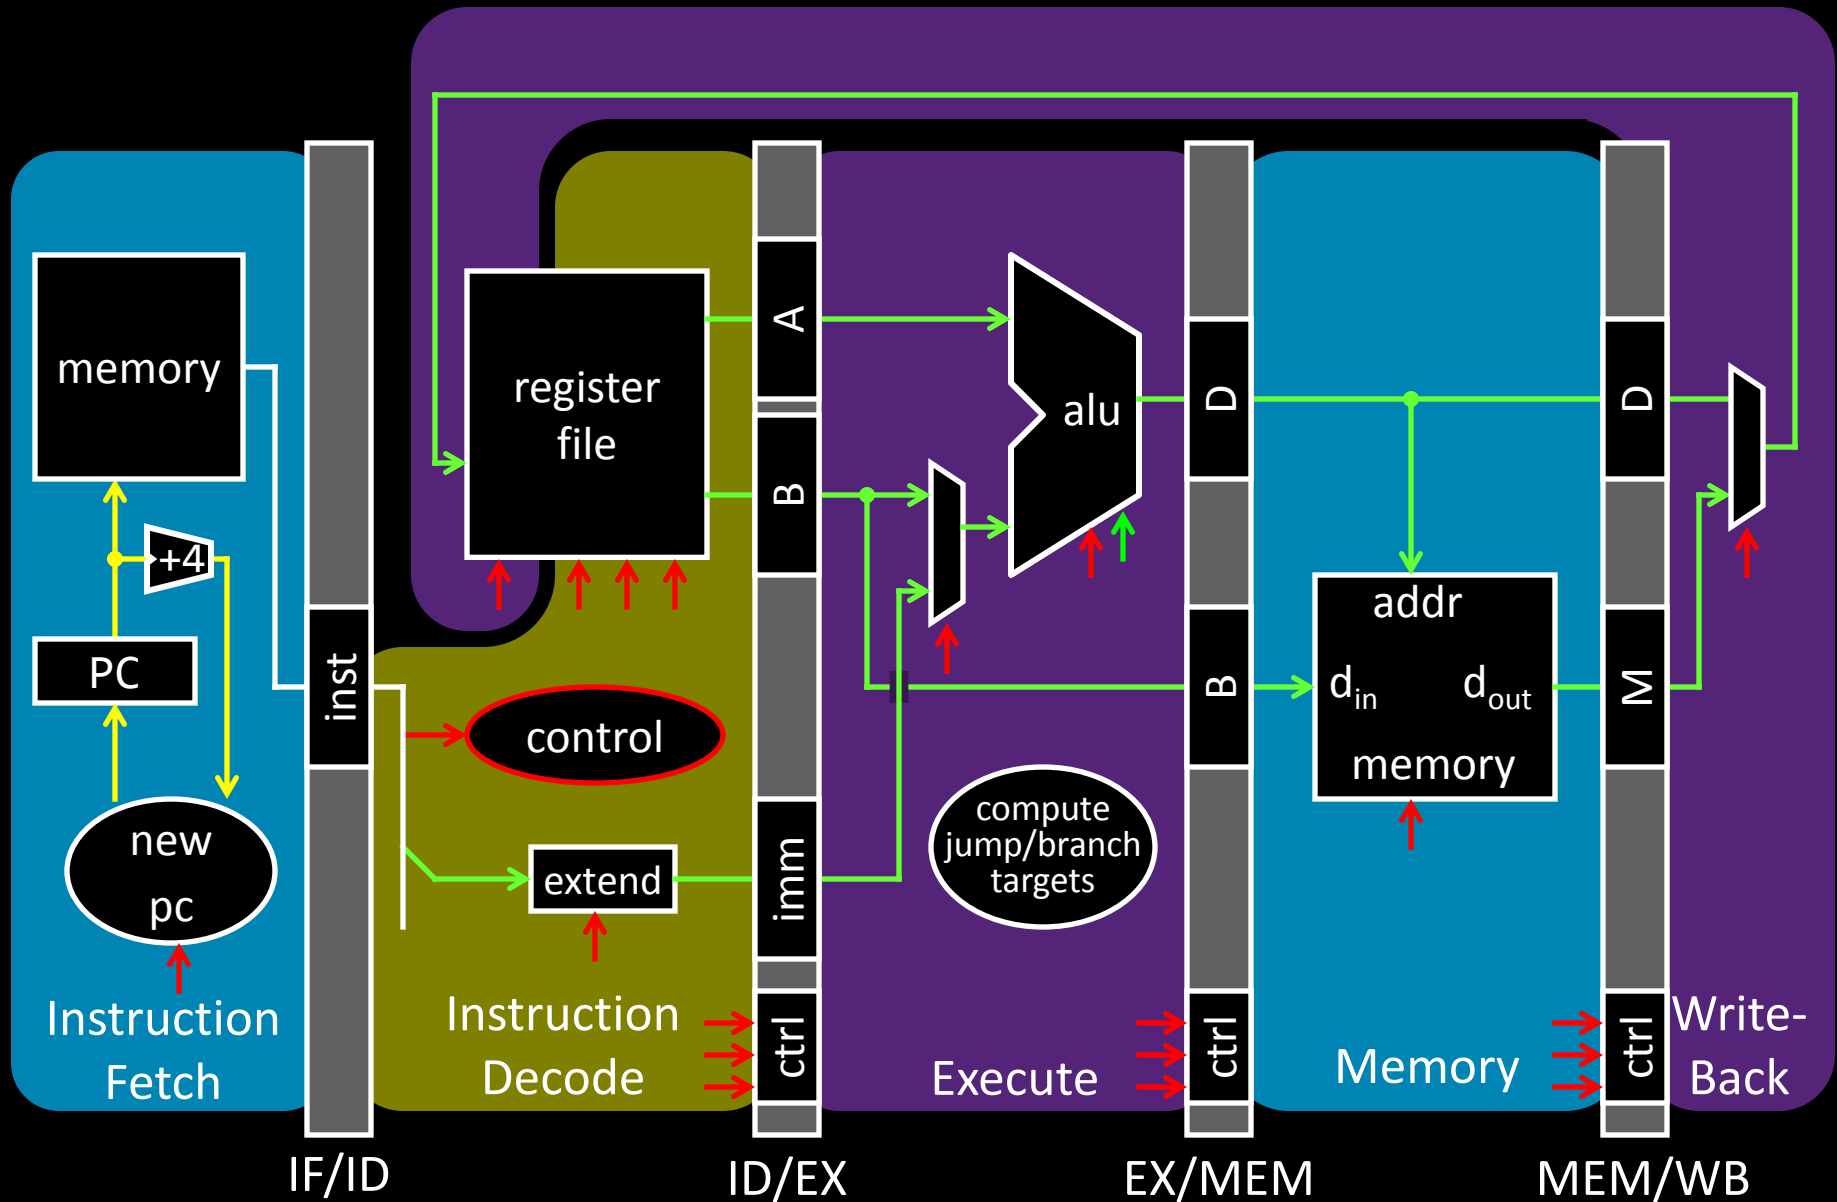 memory
+4
PC
new
pc
Instruction
Fetch
inst
IF/ID
register
file
control
extend
Instruction
Decode
A
B
imm
ctrl
ID/EX
alu
compute
jump/branch
targets
Execute
D
B
ctrl
EX/MEM
addr
din
dout
memory
Memory
D
M
ctrl
MEM/WB
Write-
Back